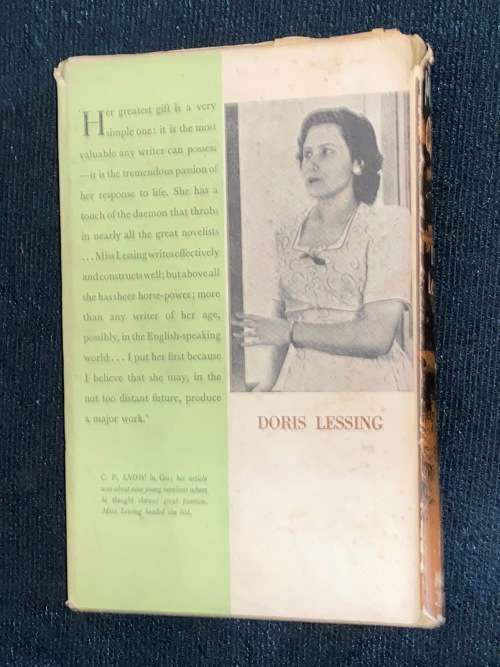 'Her greatest gift is a very
simple one; it is the most
valuable any writer can possess
—it is the tremendous passion of
her response to life. She has a
touch of the daemon that throbs
in nearly all the great novelists
... Miss Lessing writes effectively
and constructs well; but above all
she has sheer horse-power; more
than any writer of her age,
possibly, in the English-speaking
world ... I put her first because
I believe that she may, in the
not too distant future, produce
a major work.'
C. P. SNOW in Go; his article
was about nine young novelists whom
he thought showed great promise.
Miss Lessing headed the list.
DORIS LESSING